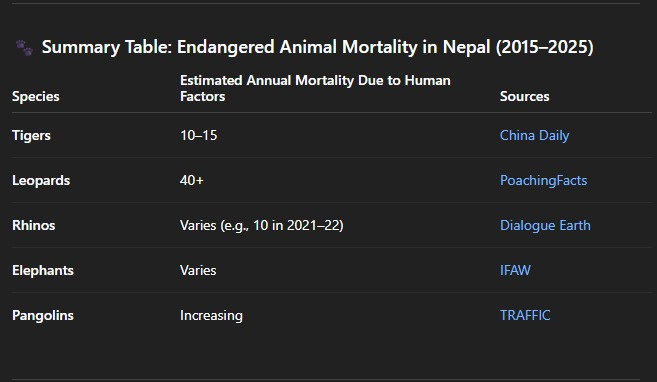 Summary Table: Endangered Animal Mortality in Nepal (2015–2025)
Species Estimated Annual Mortality Due to Human Factors Sources
Tigers 10–15 China Daily
Leopards 40+ PoachingFacts
Rhinos Varies (e.g., 10 in 2021–22) Dialogue Earth
Elephants Varies IFAW
Pangolins Increasing TRAFFIC